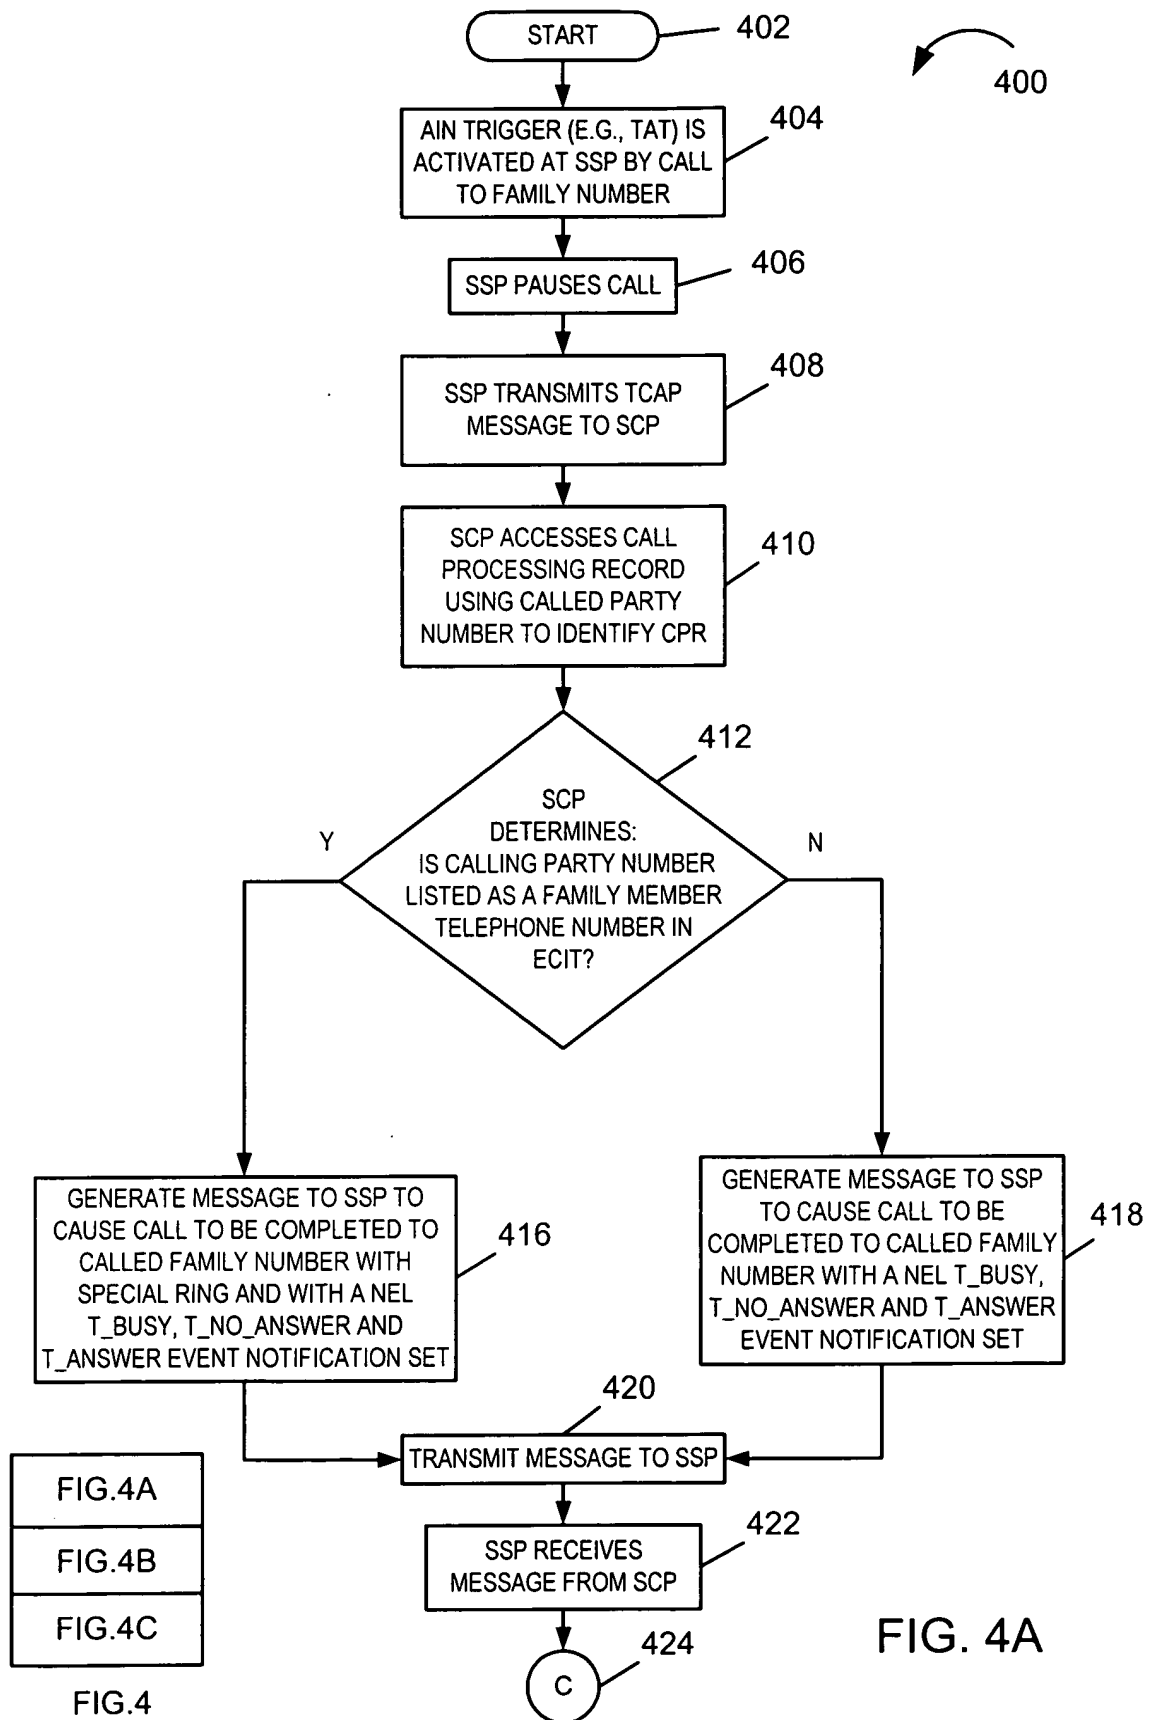 START
402
400
AIN TRIGGER (E.G., TAT) IS
ACTIVATED AT SSP BY CALL
TO FAMILY NUMBER
404
SSP PAUSES CALL
406
SSP TRANSMITS TCAP
MESSAGE TO SCP
408
SCP ACCESSES CALL
PROCESSING RECORD
USING CALLED PARTY
NUMBER TO IDENTIFY CPR
410
412
SCP
DETERMINES:
IS CALLING PARTY NUMBER
LISTED AS A FAMILY MEMBER
TELEPHONE NUMBER IN
ECIT?
Y
N
GENERATE MESSAGE TO SSP TO
CAUSE CALL TO BE COMPLETED TO
CALLED FAMILY NUMBER WITH
SPECIAL RING AND WITH A NEL
T_BUSY, T_NO_ANSWER AND
T_ANSWER EVENT NOTIFICATION SET
416
GENERATE MESSAGE TO SSP
TO CAUSE CALL TO BE
COMPLETED TO CALLED FAMILY
NUMBER WITH A NEL T_BUSY,
T_NO_ANSWER AND T_ANSWER
EVENT NOTIFICATION SET
418
420
TRANSMIT MESSAGE TO SSP
SSP RECEIVES
MESSAGE FROM SCP
422
C
424
FIG.4A
FIG.4B
FIG.4C
FIG.4
FIG. 4A